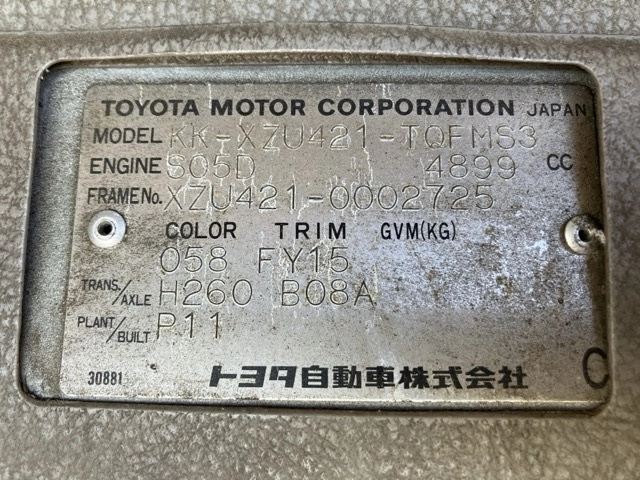 TOYOTA MOTOR CORPORATION JAPAN
MODEL KK-XZU421-TQFMS3
ENGINE S05D 4899 CC
FRAME No. XZU421-0002725
COLOR TRIM GVM(KG)
058 FY15
TRANS./AXLE H260 B08A
PLANT/BUILT P11
30881 トヨタ自動車株式会社 C